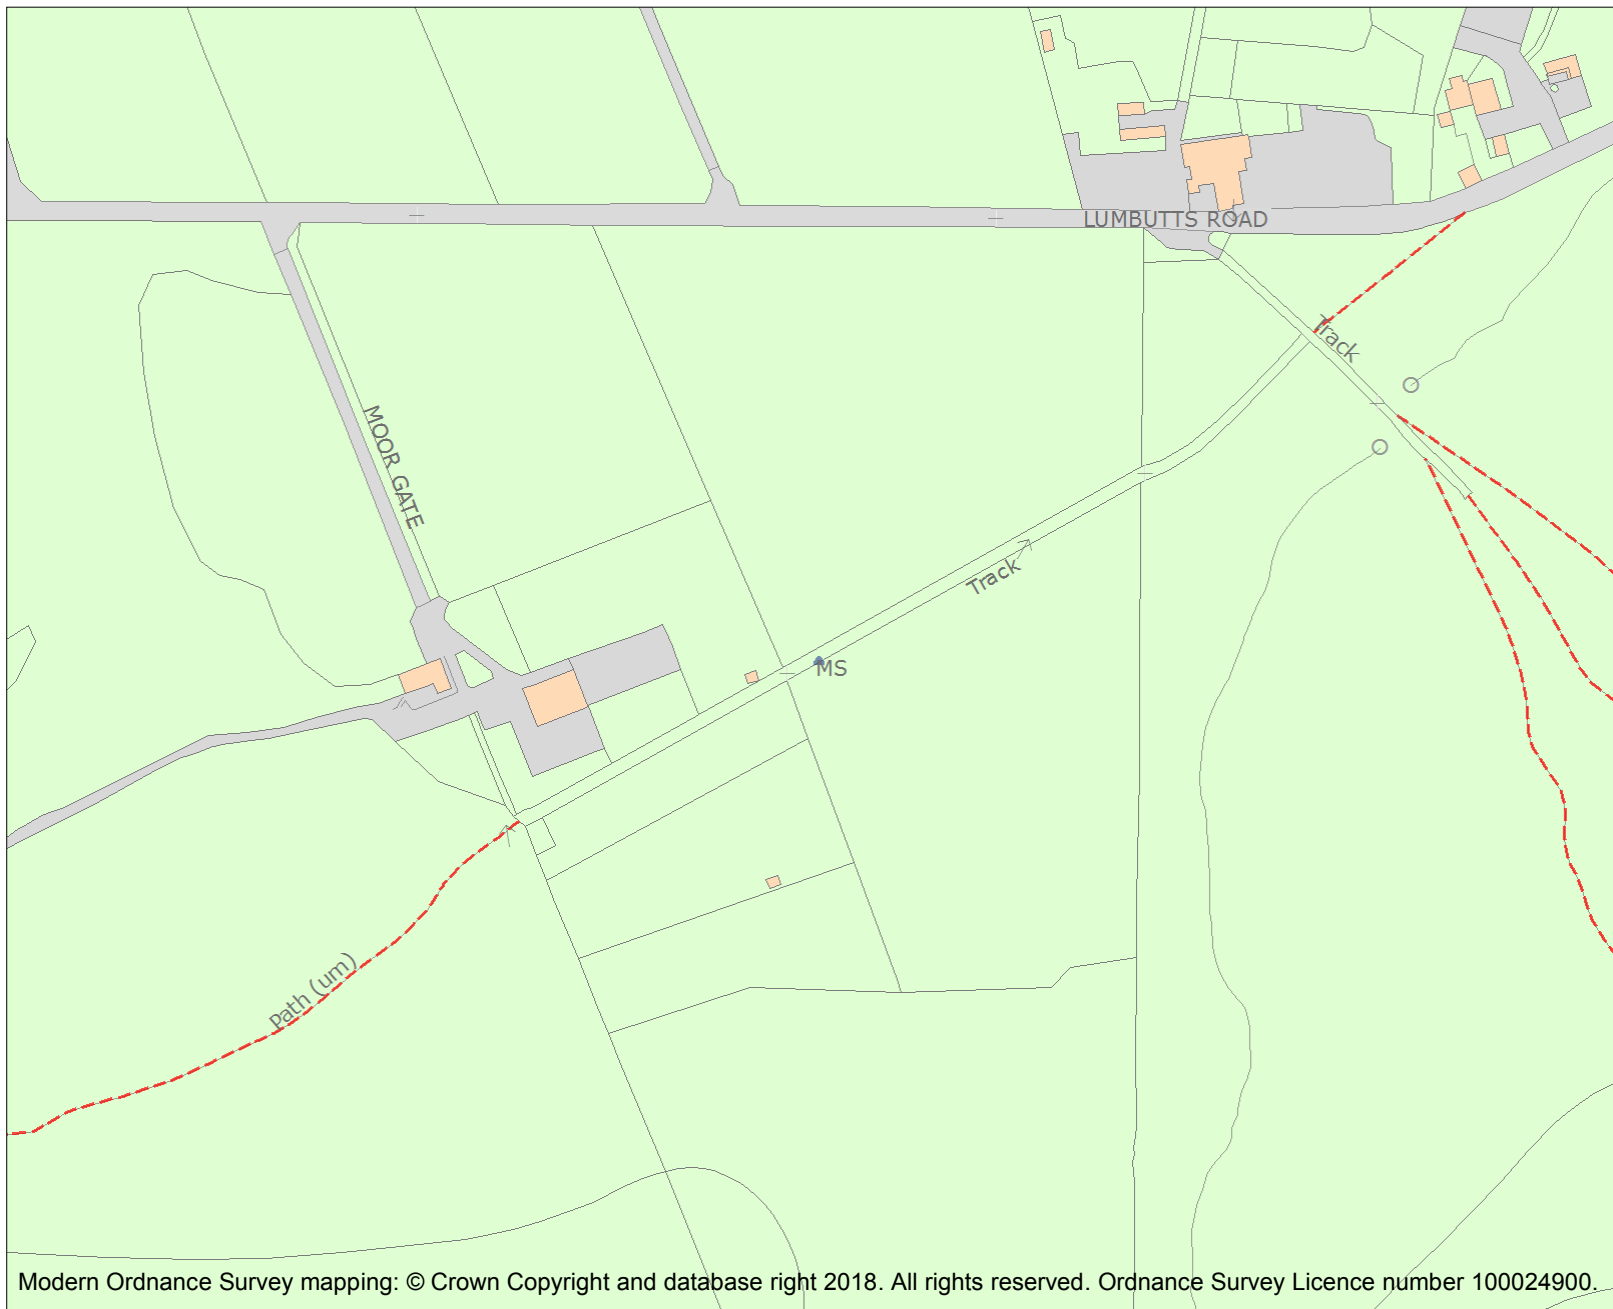 LUMBUTTS ROAD
Track
MOOR GATE
Track
MS
Path (um)
Modern Ordnance Survey mapping: © Crown Copyright and database right 2018. All rights reserved. Ordnance Survey Licence number 100024900.